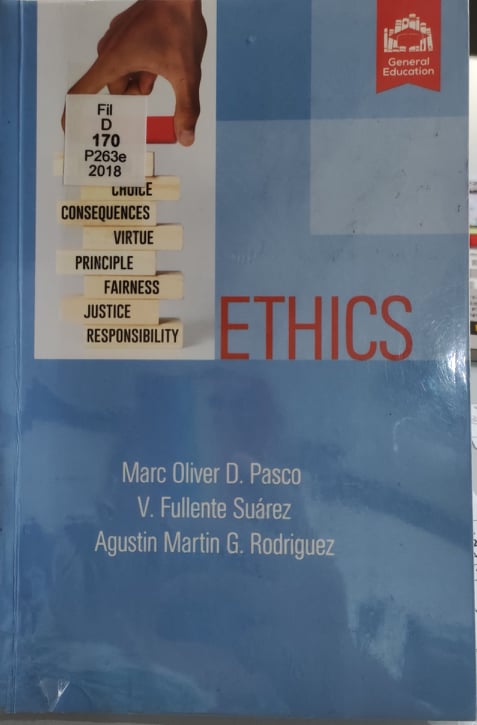 General
Education
Fil
D
170
P263e
2018
CHOICE
CONSEQUENCES
VIRTUE
PRINCIPLE
FAIRNESS
JUSTICE
RESPONSIBILITY
ETHICS
Marc Oliver D. Pasco
V. Fullente Suárez
Agustin Martin G. Rodriguez